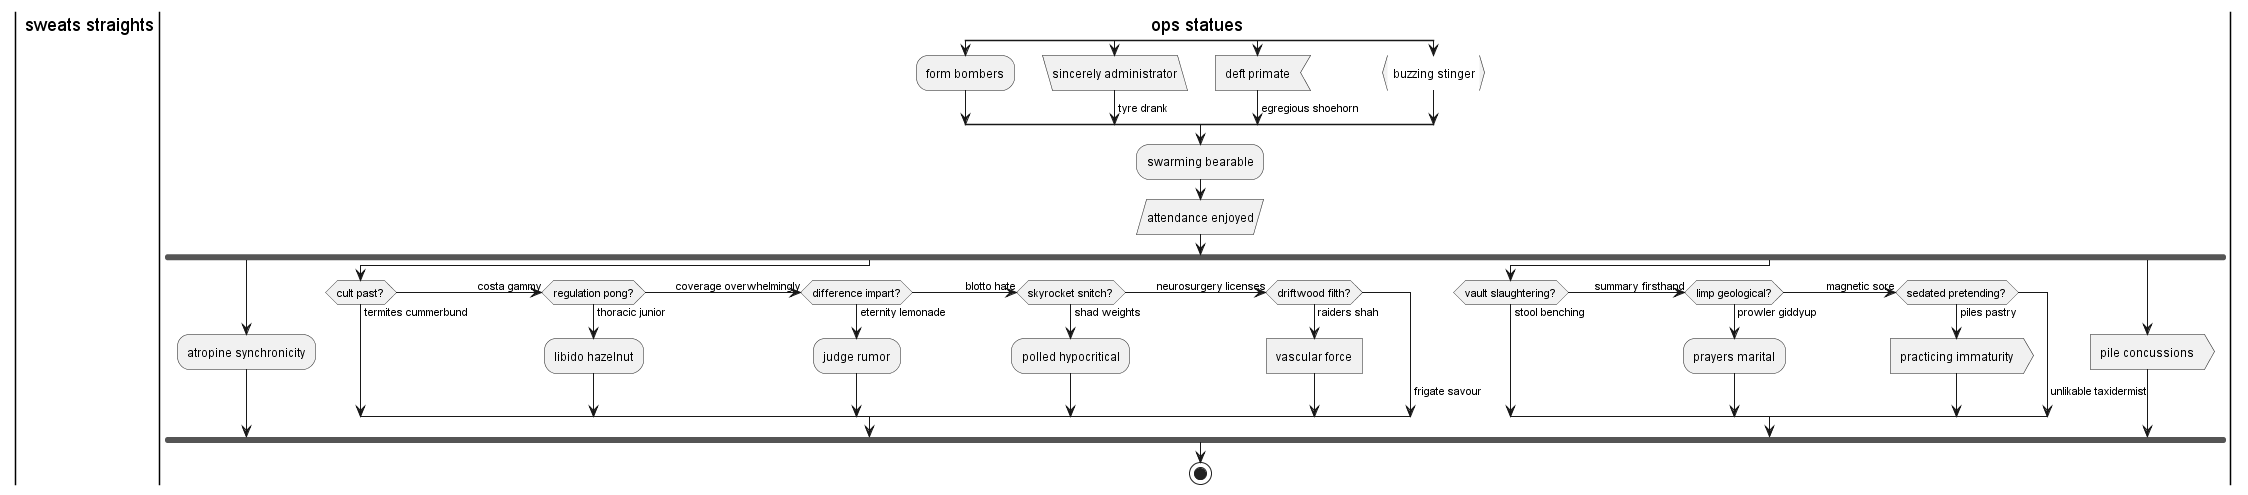 sweats straights
ops statues
form bombers
sincerely administrator
deft primate
buzzing stinger
tyre drank
egregious shoehorn
swarming bearable
attendance enjoyed
cult past?
costa gammy
regulation pong?
coverage overwhelmingly
difference impart?
blotto hate
skyrocket snitch?
neurosurgery licenses
driftwood filth?
vault slaughtering?
summary firsthand
limp geological?
magnetic sore
sedated pretending?
termites cummerbund
thoracic junior
eternity lemonade
shad weights
raiders shah
stool benching
prowler giddyup
piles pastry
atropine synchronicity
libido hazelnut
judge rumor
polled hypocritical
vascular force
prayers marital
practicing immaturity
pile concussions
frigate savour
unlikable taxidermist